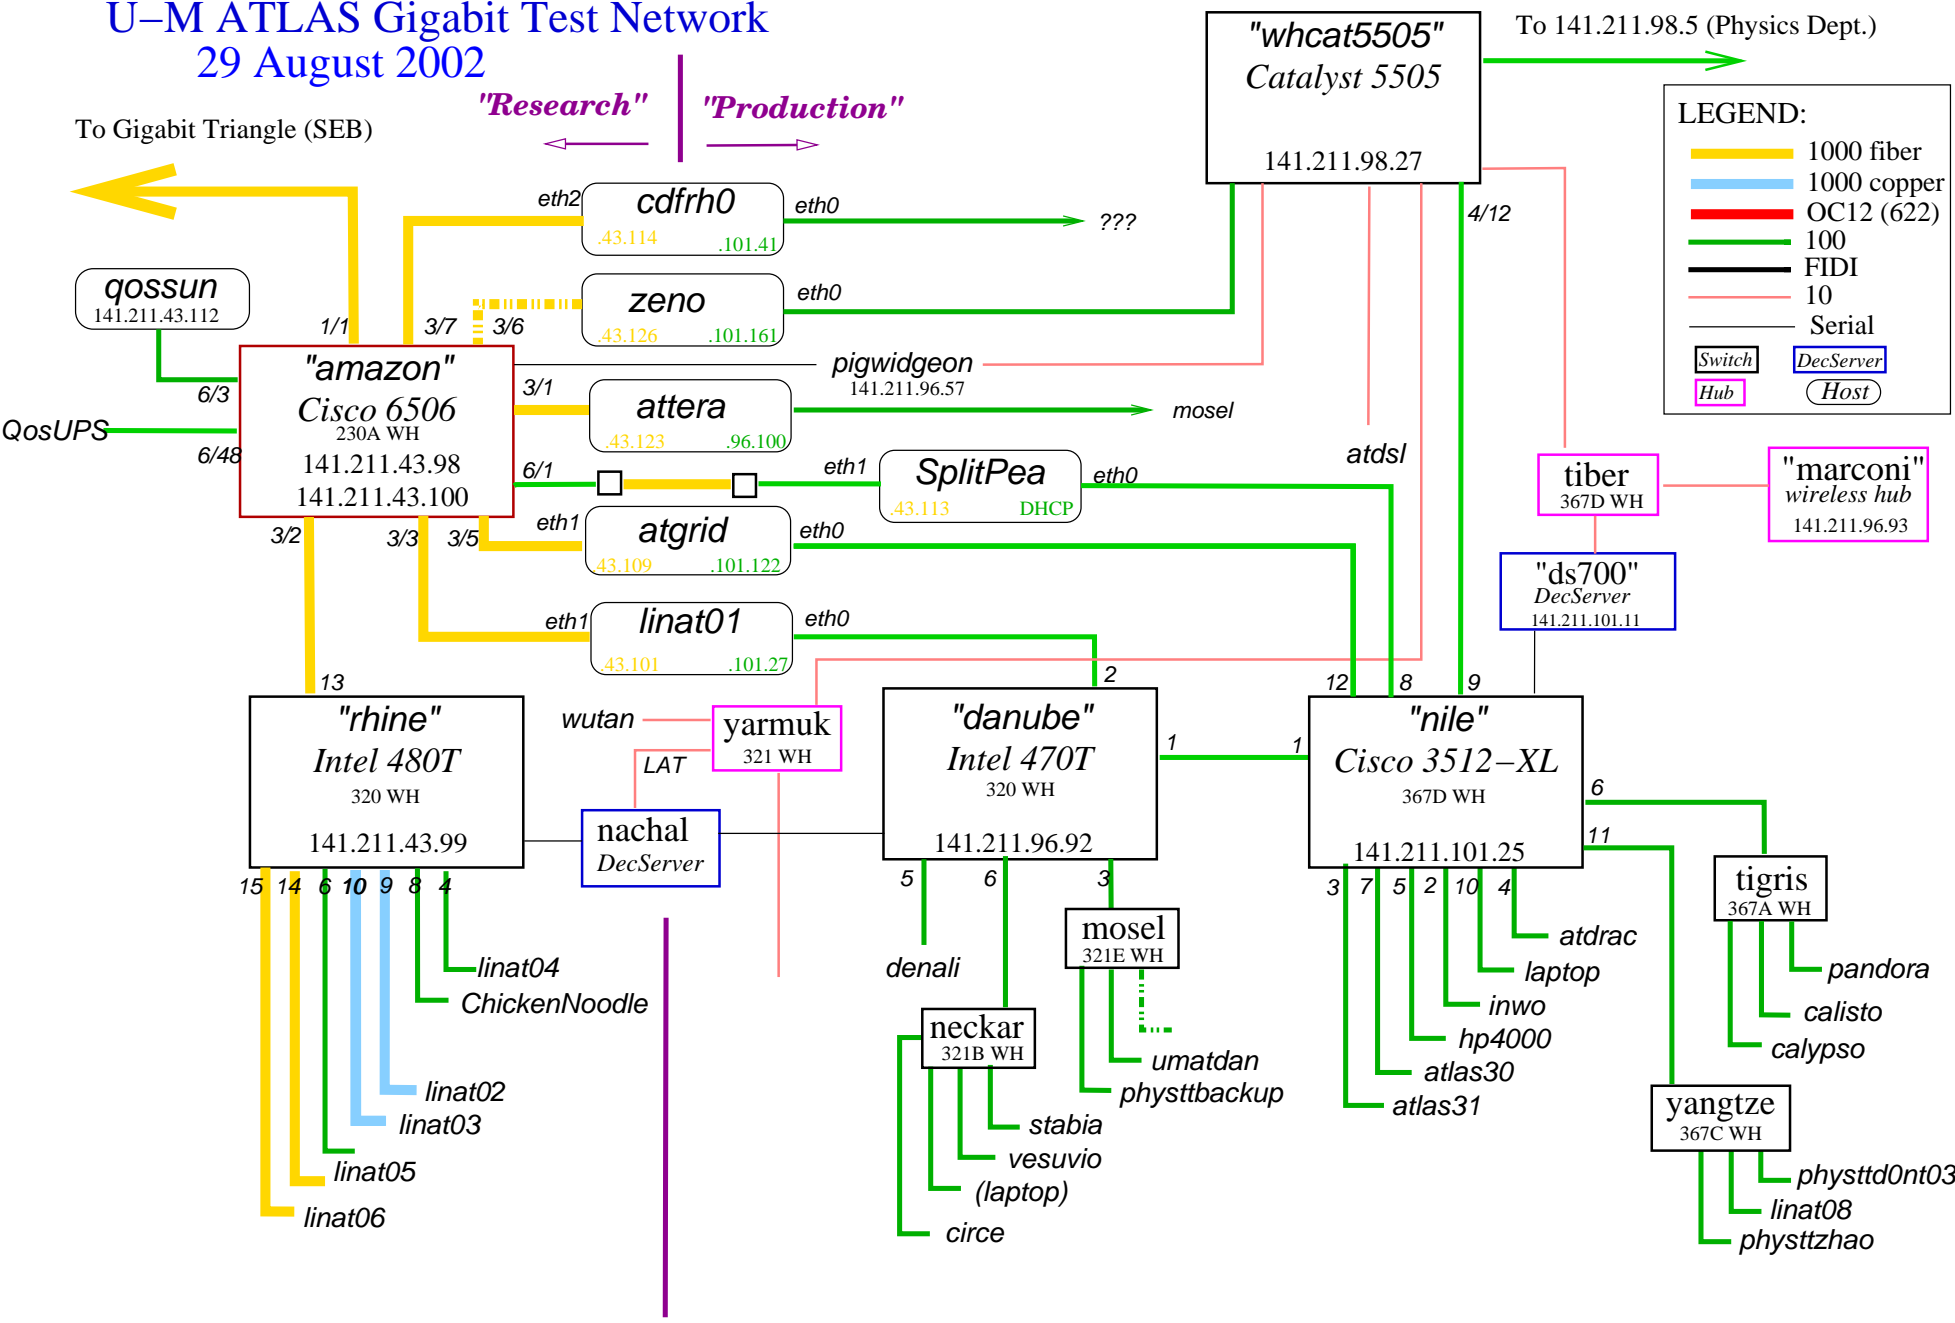 U–M ATLAS Gigabit Test Network
29 August 2002
"Research"
"Production"
To Gigabit Triangle (SEB)
"whcat5505"
Catalyst 5505
141.211.98.27
To 141.211.98.5 (Physics Dept.)
LEGEND:
1000 fiber
1000 copper
OC12 (622)
100
FIDI
10
Serial
Switch
DecServer
Hub
Host
eth2
cdfrh0
.43.114
.101.41
eth0
???
4/12
qossun
141.211.43.112
zeno
.43.126
.101.161
eth0
1/1
3/7
3/6
"amazon"
Cisco 6506
230A WH
141.211.43.98
141.211.43.100
6/3
QosUPS
6/48
pigwidgeon
141.211.96.57
3/1
attera
.43.123
.96.100
mosel
atdsl
6/1
eth1
SplitPea
.43.113
DHCP
eth0
tiber
367D WH
"marconi"
wireless hub
141.211.96.93
3/2
3/3
3/5
eth1
atgrid
.43.109
.101.122
eth0
"ds700"
DecServer
141.211.101.11
eth1
linat01
.43.101
.101.27
eth0
13
2
12
8
9
"rhine"
Intel 480T
320 WH
141.211.43.99
wutan
yarmuk
321 WH
LAT
nachal
DecServer
"danube"
Intel 470T
320 WH
141.211.96.92
1
1
"nile"
Cisco 3512–XL
367D WH
141.211.101.25
6
11
15
14
6
10
9
8
4
5
6
3
3
7
5
2
10
4
tigris
367A WH
linat04
ChickenNoodle
linat02
linat03
linat05
linat06
denali
mosel
321E WH
neckar
321B WH
umatdan
physttbackup
stabia
vesuvio
(laptop)
circe
atdrac
laptop
inwo
hp4000
atlas30
atlas31
pandora
calisto
calypso
yangtze
367C WH
physttd0nt03
linat08
physttzhao